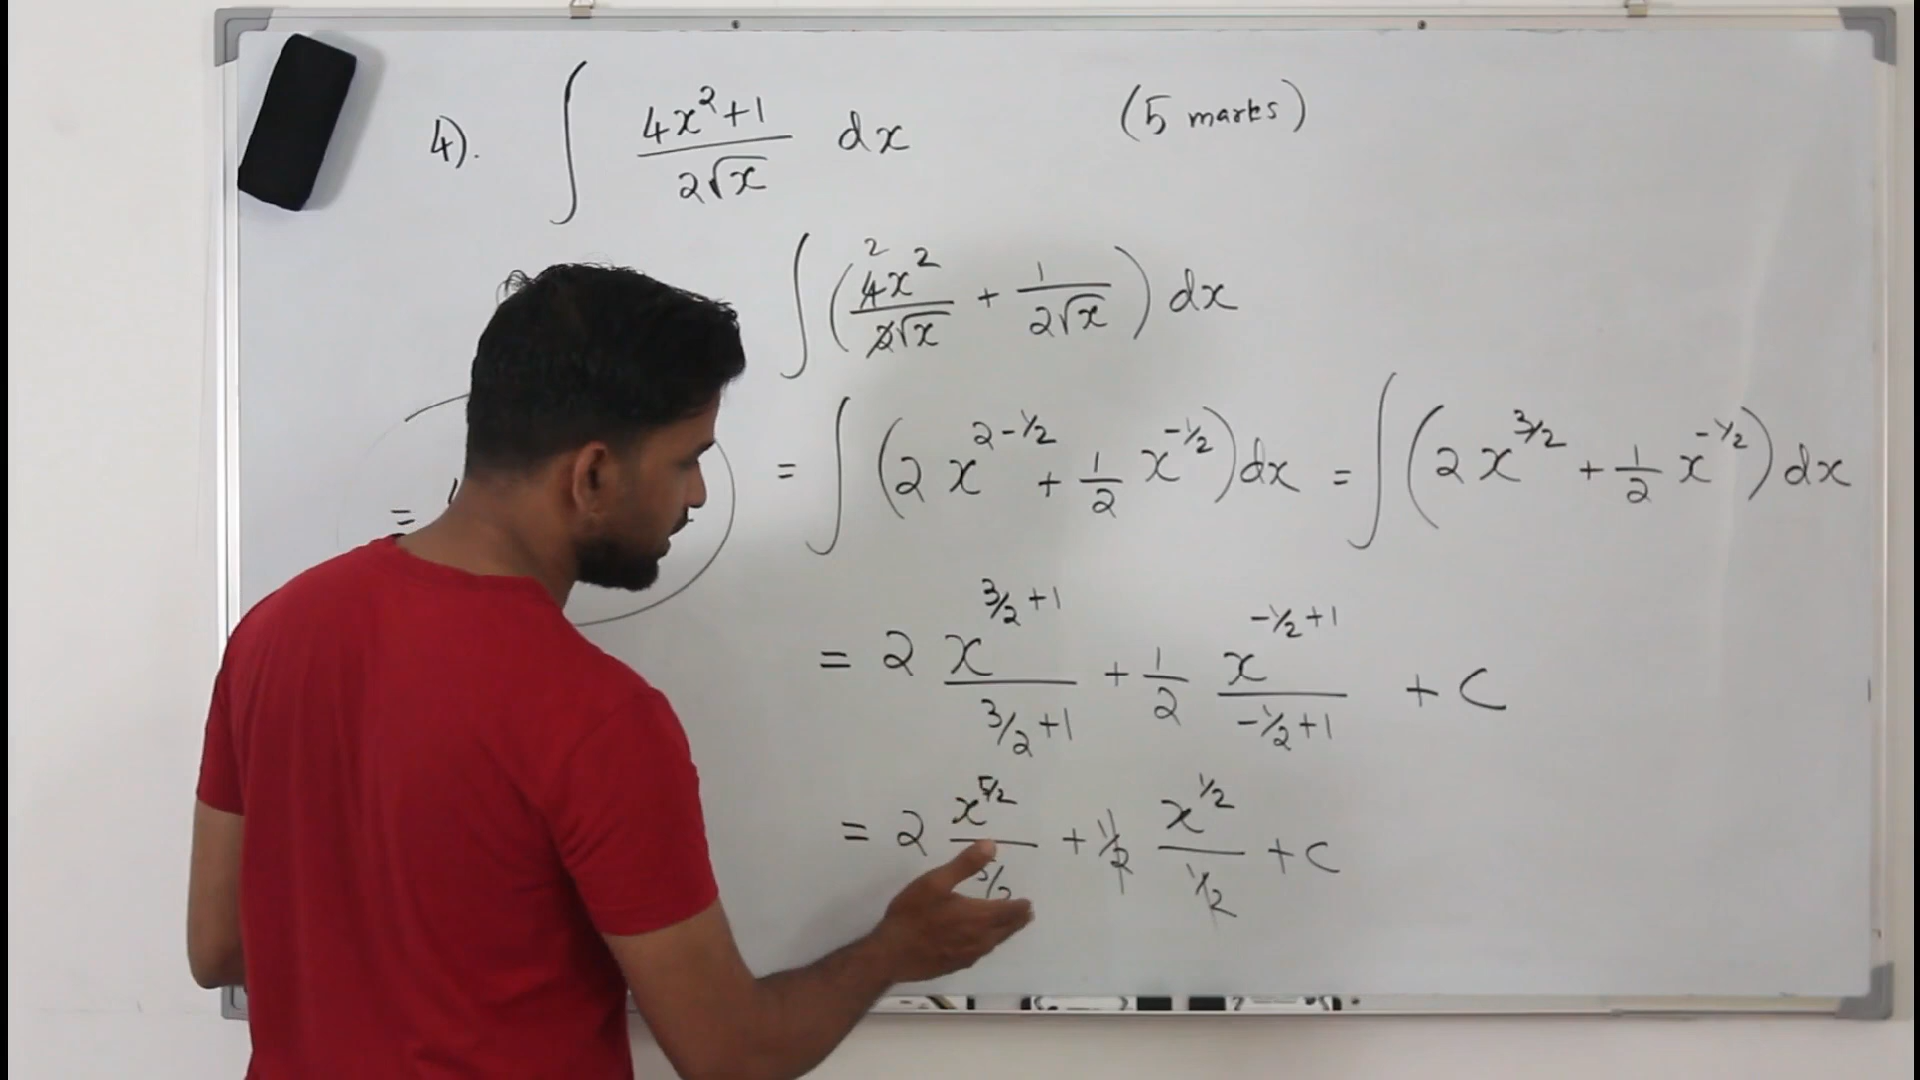 4). ∫ (4x²+1)/(2√x) dx (5 marks)
∫ (4x²/2√x + 1/2√x) dx
= ∫ (2 x^(2-1/2) + 1/2 x^(-1/2)) dx = ∫ (2 x^(3/2) + 1/2 x^(-1/2)) dx
=
= 2 x^(3/2+1)/(3/2+1) + 1/2 x^(-1/2+1)/(-1/2+1) + C
= 2 x^(5/2)/(5/2) + 1/2 x^(1/2)/(1/2) + C